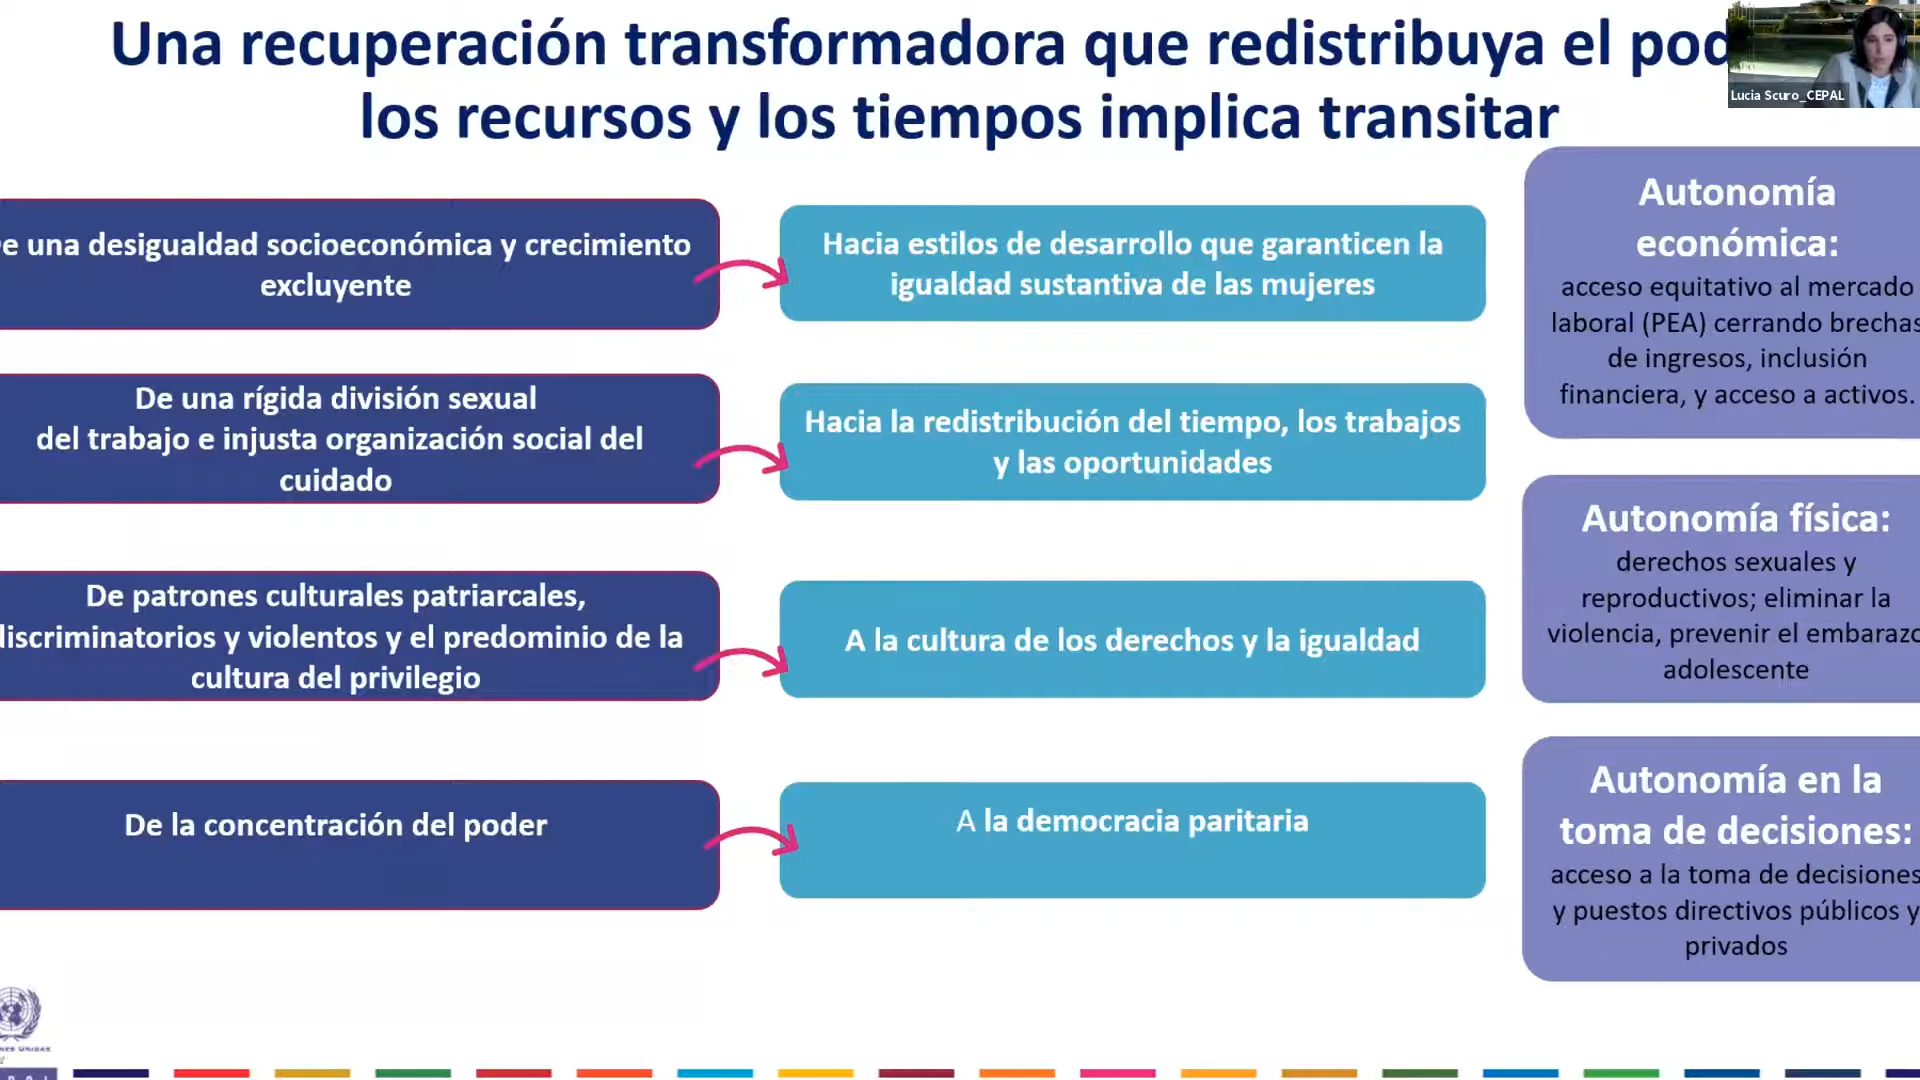 Una recuperación transformadora que redistribuya el pod
los recursos y los tiempos implica transitar
Lucia Scuro_CEPAL
e una desigualdad socioeconómica y crecimiento
excluyente
Hacia estilos de desarrollo que garanticen la
igualdad sustantiva de las mujeres
De una rígida división sexual
del trabajo e injusta organización social del
cuidado
Hacia la redistribución del tiempo, los trabajos
y las oportunidades
De patrones culturales patriarcales,
discriminatorios y violentos y el predominio de la
cultura del privilegio
A la cultura de los derechos y la igualdad
De la concentración del poder
A la democracia paritaria
Autonomía
económica:
acceso equitativo al mercado
laboral (PEA) cerrando brechas
de ingresos, inclusión
financiera, y acceso a activos.
Autonomía física:
derechos sexuales y
reproductivos; eliminar la
violencia, prevenir el embarazo
adolescente
Autonomía en la
toma de decisiones:
acceso a la toma de decisiones
y puestos directivos públicos y
privados
NES UNIDAS